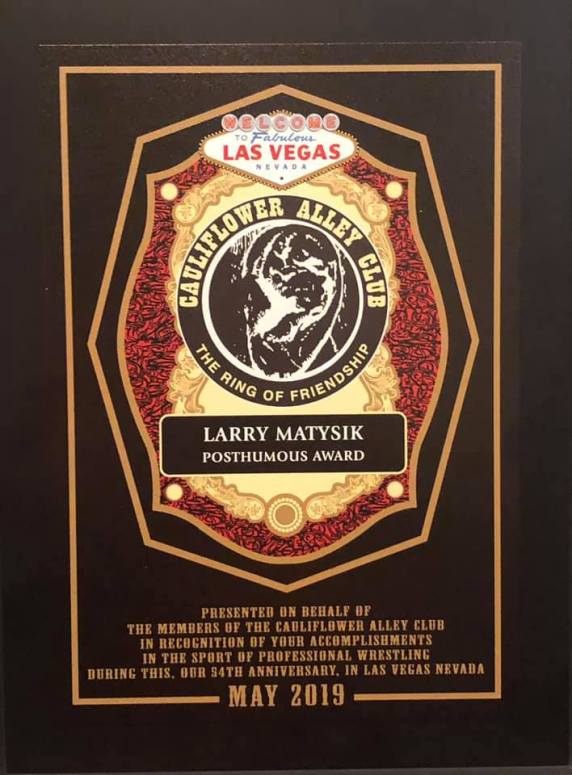 WELCOME
TO Fabulous
LAS VEGAS
NEVADA
CAULIFLOWER ALLEY CLUB
THE RING OF FRIENDSHIP
LARRY MATYSIK
POSTHUMOUS AWARD
PRESENTED ON BEHALF OF
THE MEMBERS OF THE CAULIFLOWER ALLEY CLUB
IN RECOGNITION OF YOUR ACCOMPLISHMENTS
IN THE SPORT OF PROFESSIONAL WRESTLING
DURING THIS, OUR 54TH ANNIVERSARY, IN LAS VEGAS NEVADA
MAY 2019